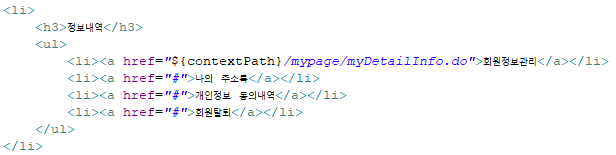 <li>
    <h3>정보내역</h3>
    <ul>
        <li><a href="${contextPath}/mypage/myDetailInfo.do">회원정보관리</a></li>
        <li><a href="#">나의 주소록</a></li>
        <li><a href="#">개인정보 동의내역</a></li>
        <li><a href="#">회원탈퇴</a></li>
    </ul>
</li>